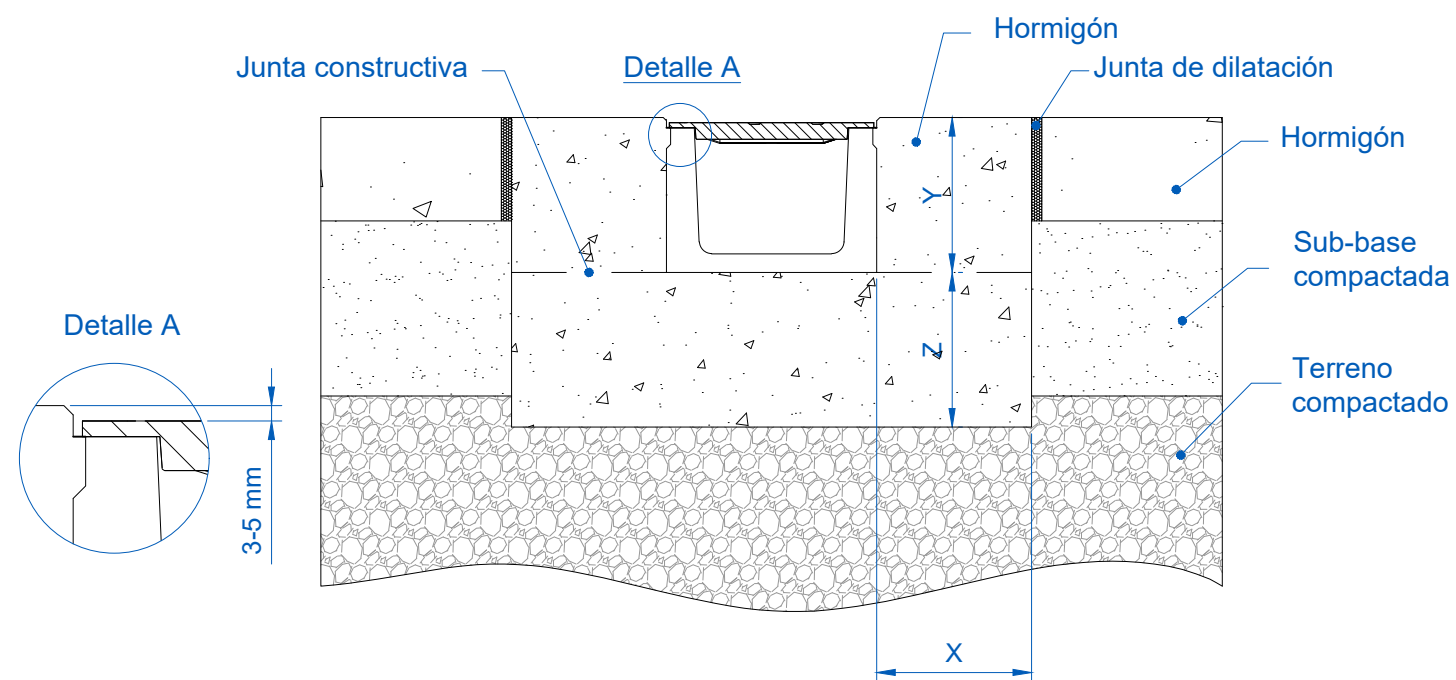 Hormigón
Junta constructiva
Detalle A
Junta de dilatación
Hormigón
Y
Sub-base
compactada
Detalle A
Z
Terreno
compactado
3-5 mm
X